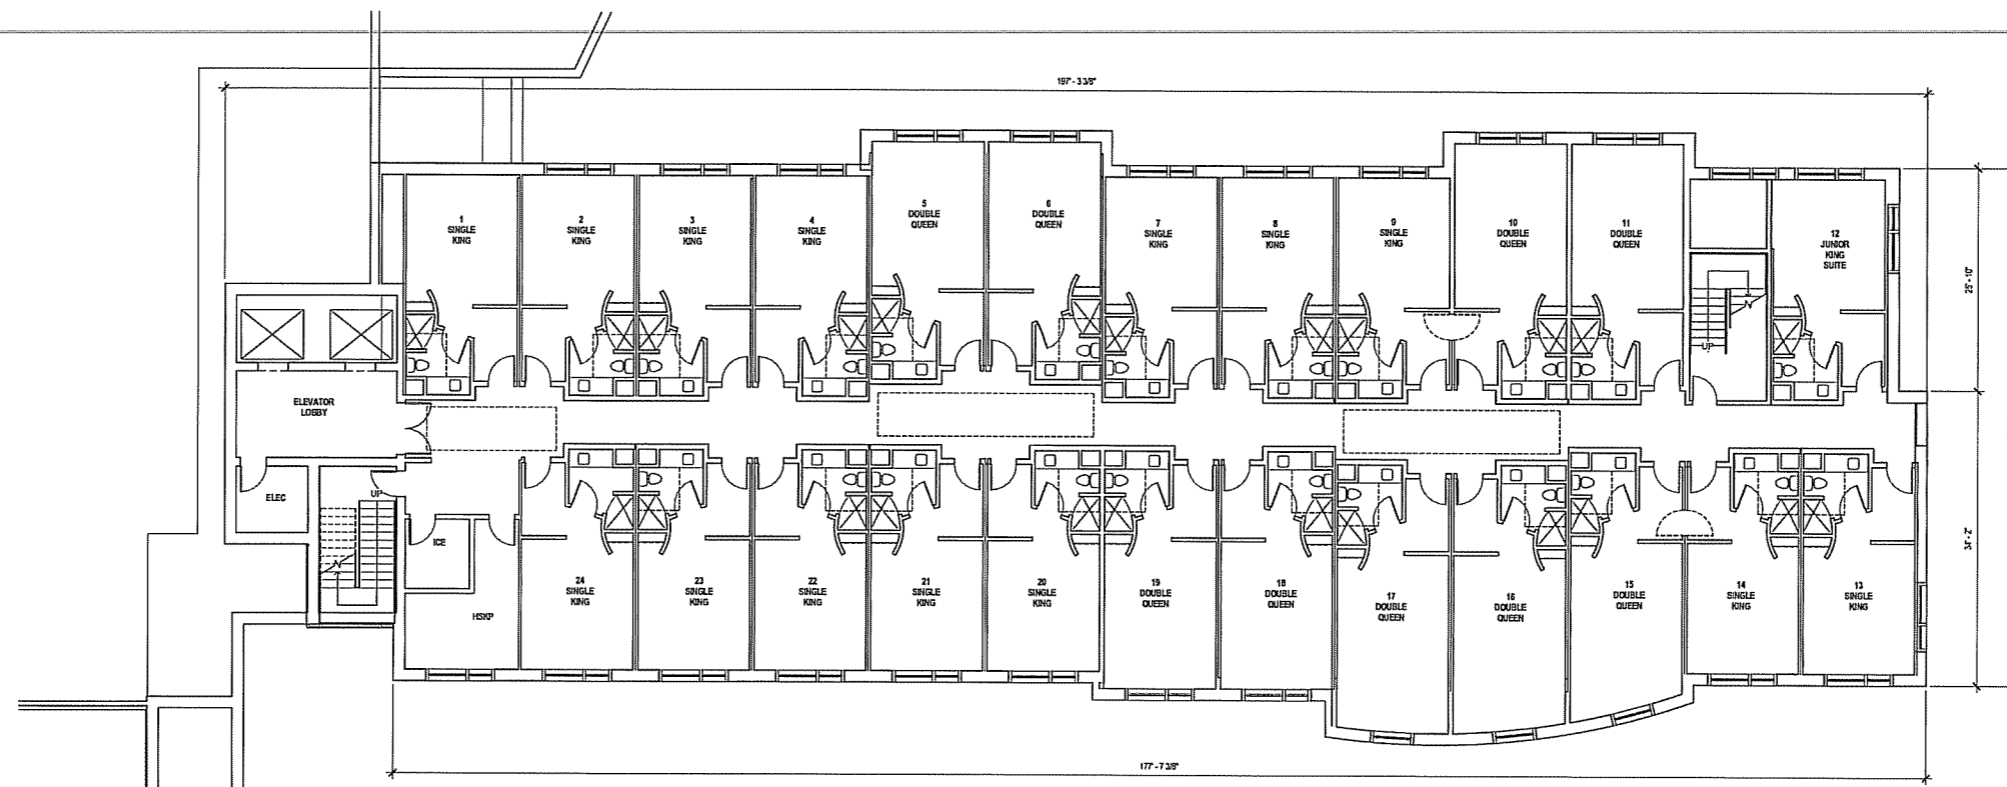 197'-3 3/8"
1
SINGLE
KING
2
SINGLE
KING
3
SINGLE
KING
4
SINGLE
KING
5
DOUBLE
QUEEN
6
DOUBLE
QUEEN
7
SINGLE
KING
8
SINGLE
KING
9
SINGLE
KING
10
DOUBLE
QUEEN
11
DOUBLE
QUEEN
12
JUNIOR
KING
SUITE
25'-10"
UP
ELEVATOR
LOBBY
ELEC
UP
ICE
HSKP
24
SINGLE
KING
23
SINGLE
KING
22
SINGLE
KING
21
SINGLE
KING
20
SINGLE
KING
19
DOUBLE
QUEEN
18
DOUBLE
QUEEN
17
DOUBLE
QUEEN
16
DOUBLE
QUEEN
15
DOUBLE
QUEEN
14
SINGLE
KING
13
SINGLE
KING
34'-2"
177'-7 3/8"